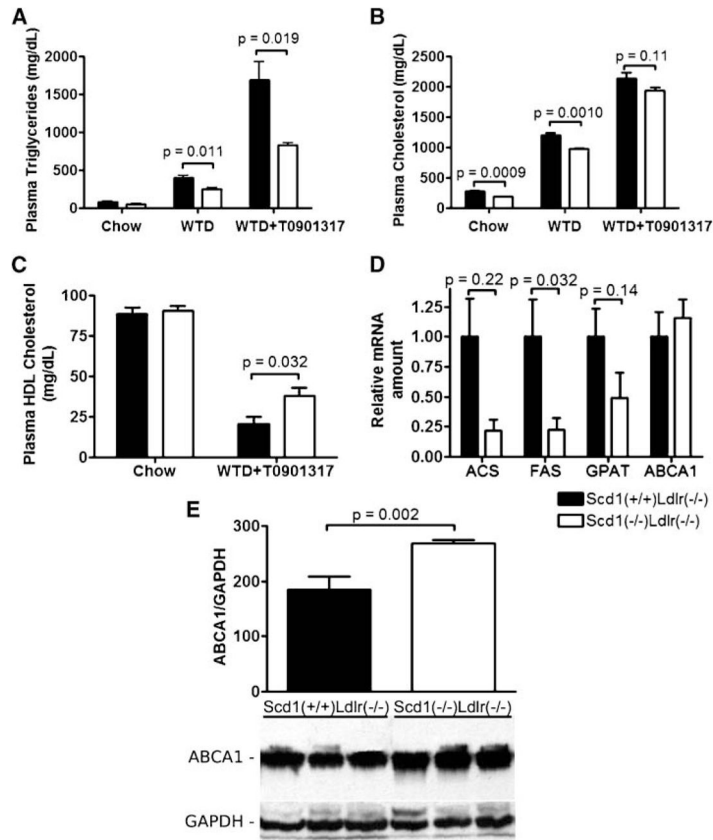 A
Plasma Triglycerides (mg/dL)
2000
1500
1000
500
0
p = 0.011
p = 0.019
Chow WTD WTD+T0901317
B
Plasma Cholesterol (mg/dL)
2500
2000
1500
1000
500
0
p = 0.0009
p = 0.0010
p = 0.11
Chow WTD WTD+T0901317
C
Plasma HDL Cholesterol
(mg/dL)
100
75
50
25
0
p = 0.032
Chow WTD+T0901317
D
Relative mRNA
amount
1.25
1.00
0.75
0.50
0.25
0.00
p = 0.22 p = 0.032 p = 0.14
ACS FAS GPAT ABCA1
Scd1(+/+)Ldlr(-/-)
Scd1(-/-)Ldlr(-/-)
E
ABCA1/GAPDH
300
200
100
0
p = 0.002
Scd1(+/+)Ldlr(-/-) Scd1(-/-)Ldlr(-/-)
ABCA1 -
GAPDH -